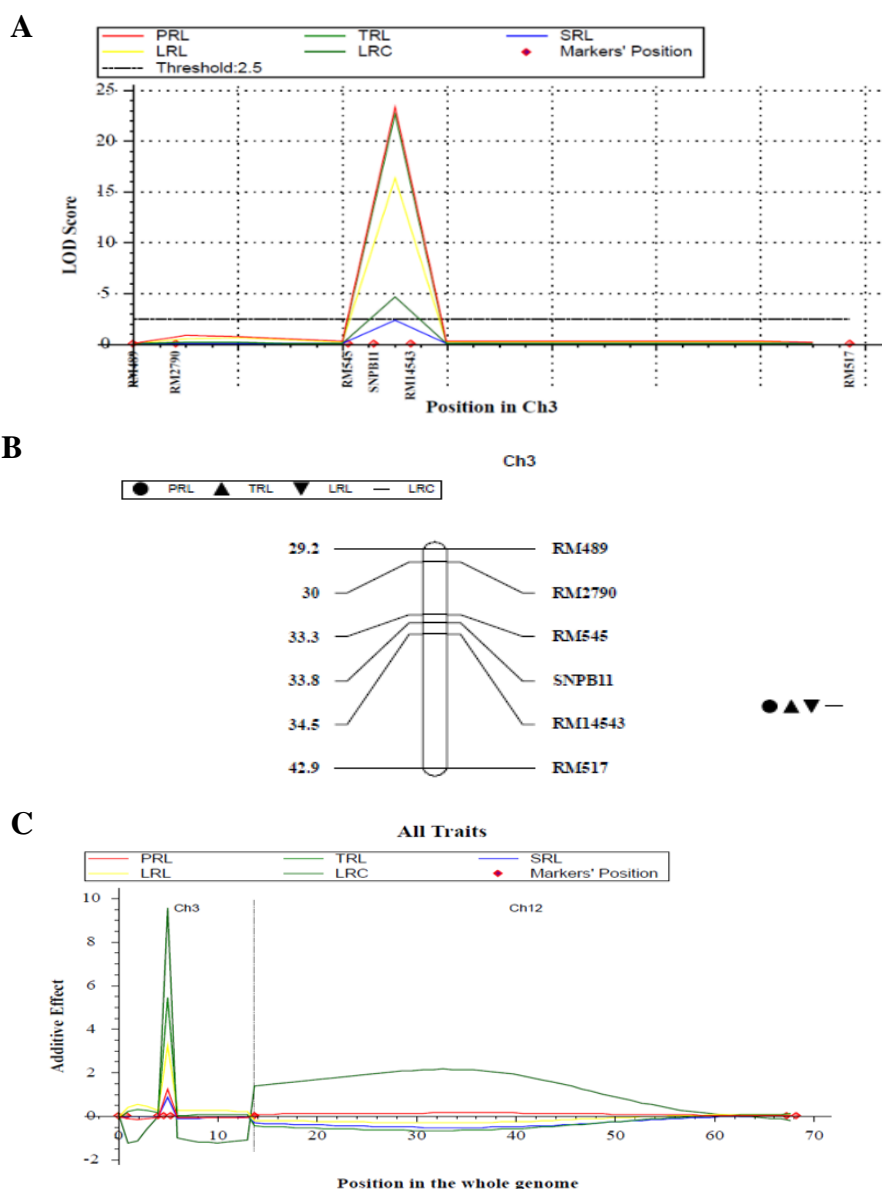 A
PRL TRL SRL
LRL LRC Markers' Position
Threshold:2.5
25
20
15
10
5
0
LOD Score
RM489
RM2790
RM545
SNPB11
RM14543
RM517
Position in Ch3
B
Ch3
PRL TRL LRL LRC
29.2 RM489
30 RM2790
33.3 RM545
33.8 SNPB11
34.5 RM14543
42.9 RM517
C
All Traits
PRL TRL SRL
LRL LRC Markers' Position
Ch3 Ch12
10
8
6
4
2
0
-2
Additive Effect
0 10 20 30 40 50 60 70
Position in the whole genome